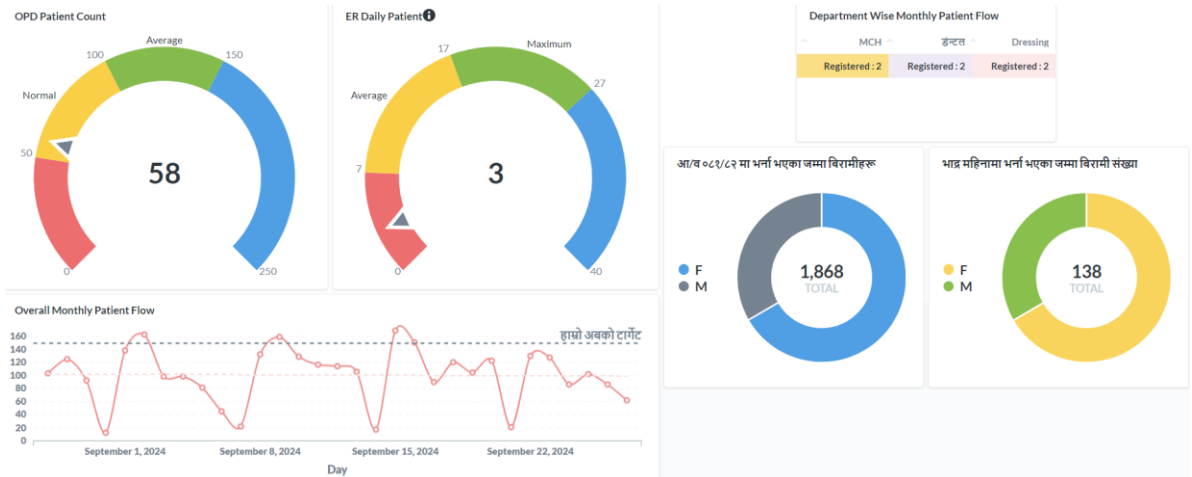 OPD Patient Count
Average
100
150
Normal
50
58
0
250
ER Daily Patient
17
Maximum
Average
27
7
3
0
40
Department Wise Monthly Patient Flow
MCH डेन्टल Dressing
Registered : 2 Registered : 2 Registered : 2
आ/व ०८१/८२ मा भर्ना भएका जम्मा बिरामीहरू
F
M
1,868
TOTAL
भाद्र महिनामा भर्ना भएका जम्मा बिरामी संख्या
F
M
138
TOTAL
Overall Monthly Patient Flow
हाम्रो अबको टार्गेट
160
140
120
100
80
60
40
20
0
September 1, 2024 September 8, 2024 September 15, 2024 September 22, 2024
Day